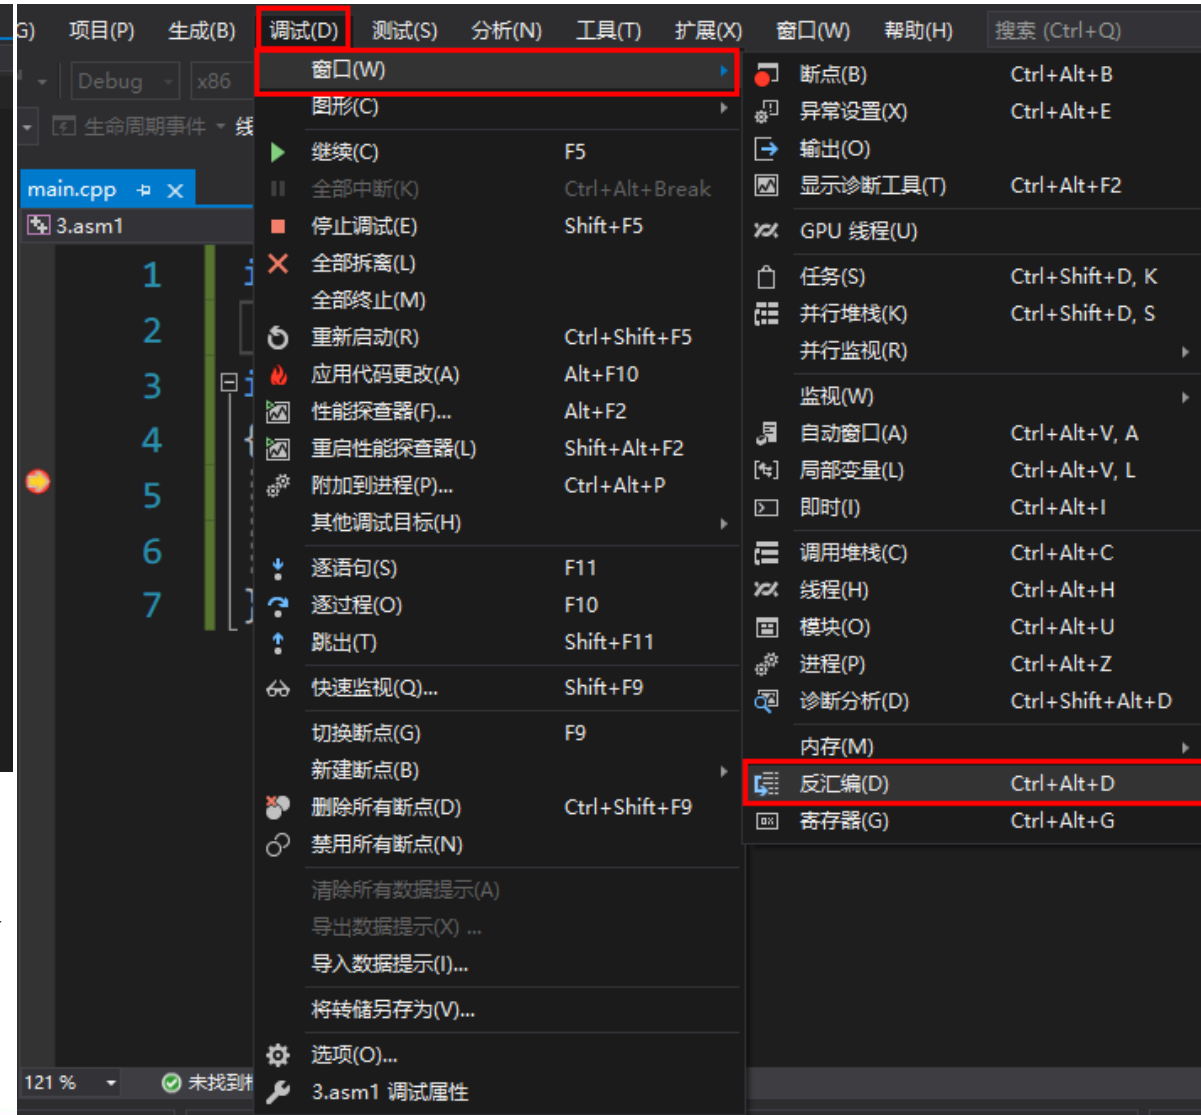 G) 项目(P) 生成(B) 调试(D) 测试(S) 分析(N) 工具(T) 扩展(X) 窗口(W) 帮助(H) 搜索 (Ctrl+Q)
Debug x86
生命周期事件 线
main.cpp
3.asm1
1
2
3
4
5
6
7
窗口(W)
图形(C)
继续(C) F5
全部中断(K) Ctrl+Alt+Break
停止调试(E) Shift+F5
全部拆离(L)
全部终止(M)
重新启动(R) Ctrl+Shift+F5
应用代码更改(A) Alt+F10
性能探查器(F)... Alt+F2
重启性能探查器(L) Shift+Alt+F2
附加到进程(P)... Ctrl+Alt+P
其他调试目标(H)
逐语句(S) F11
逐过程(O) F10
跳出(T) Shift+F11
快速监视(Q)... Shift+F9
切换断点(G) F9
新建断点(B)
删除所有断点(D) Ctrl+Shift+F9
禁用所有断点(N)
清除所有数据提示(A)
导出数据提示(X) ...
导入数据提示(I)...
将转储另存为(V)...
选项(O)...
3.asm1 调试属性
断点(B) Ctrl+Alt+B
异常设置(X) Ctrl+Alt+E
输出(O)
显示诊断工具(T) Ctrl+Alt+F2
GPU 线程(U)
任务(S) Ctrl+Shift+D, K
并行堆栈(K) Ctrl+Shift+D, S
并行监视(R)
监视(W)
自动窗口(A) Ctrl+Alt+V, A
局部变量(L) Ctrl+Alt+V, L
即时(I) Ctrl+Alt+I
调用堆栈(C) Ctrl+Alt+C
线程(H) Ctrl+Alt+H
模块(O) Ctrl+Alt+U
进程(P) Ctrl+Alt+Z
诊断分析(D) Ctrl+Shift+Alt+D
内存(M)
反汇编(D) Ctrl+Alt+D
寄存器(G) Ctrl+Alt+G
121 % 未找到